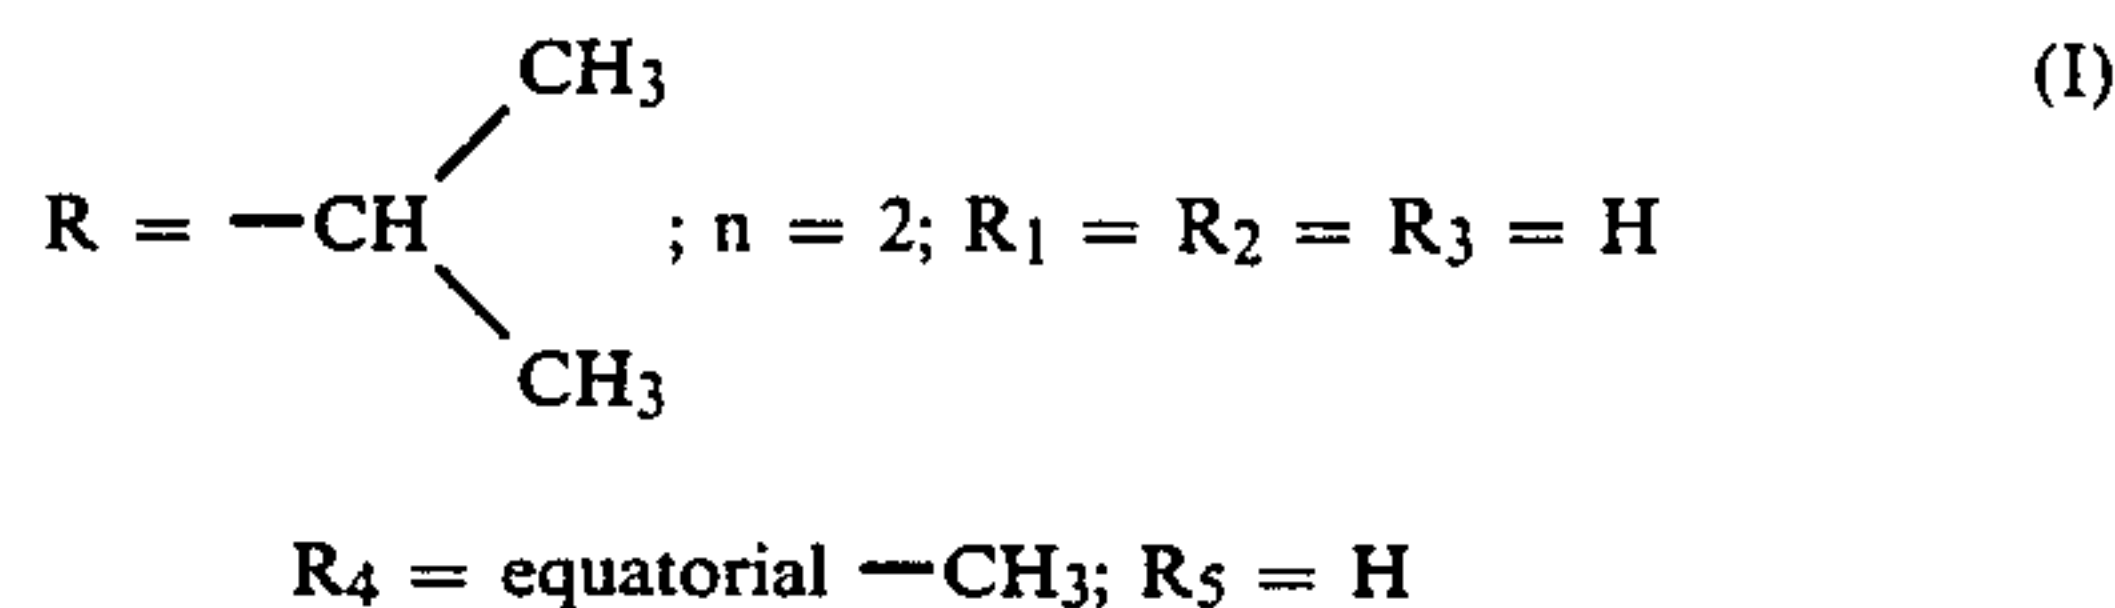 CH3
(I)
R = —CH ; n = 2; R1 = R2 = R3 = H
CH3
R4 = equatorial —CH3; R5 = H